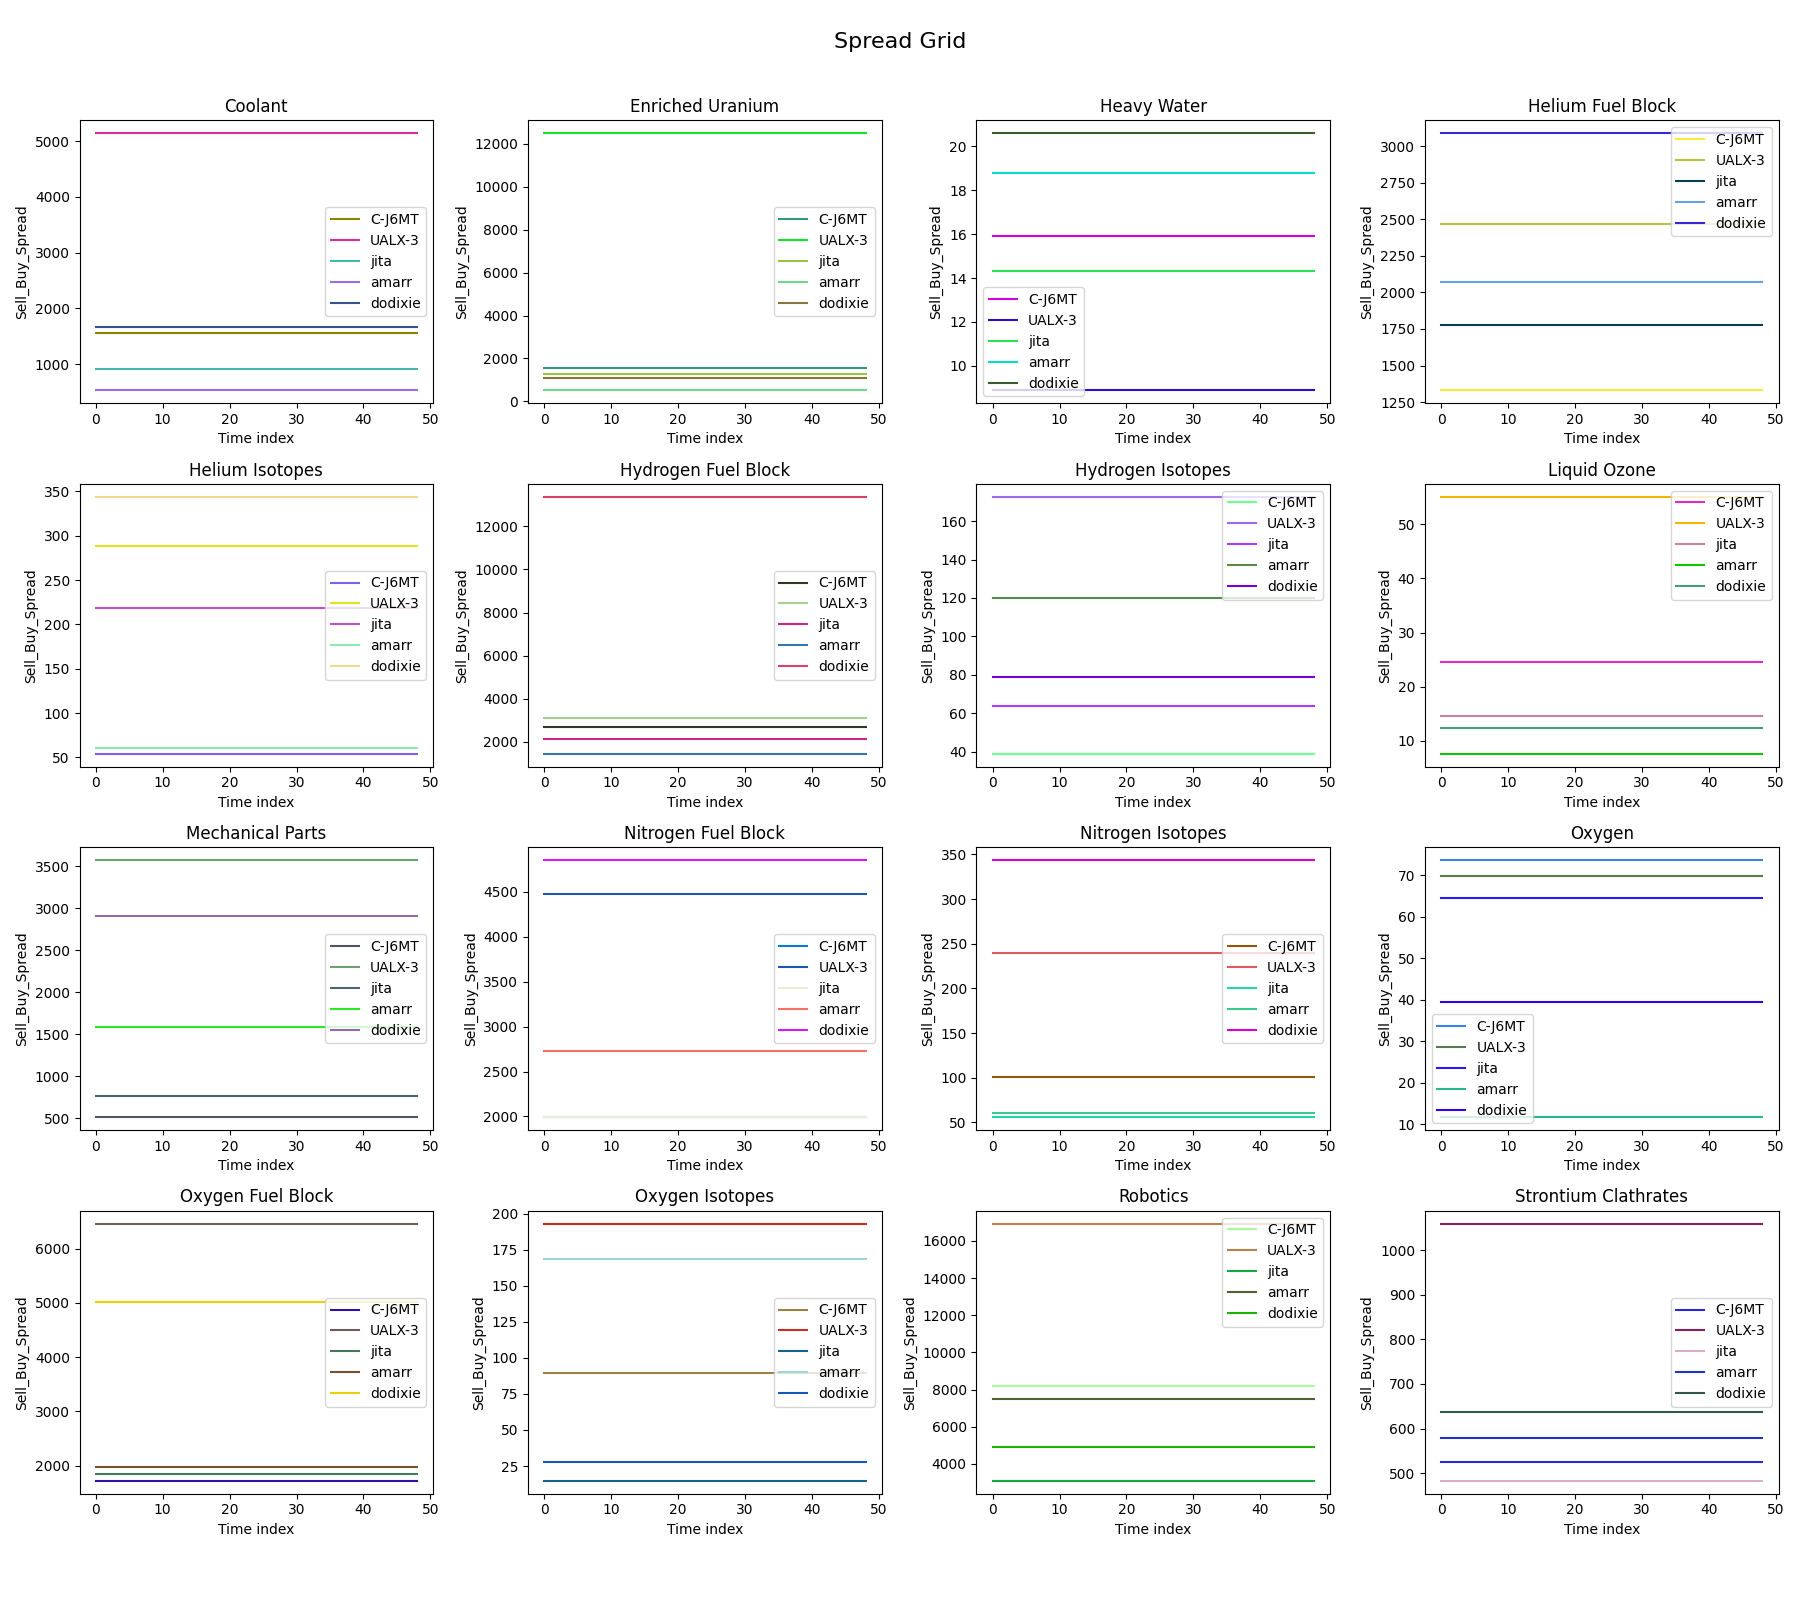 Spread Grid
Coolant
Sell_Buy_Spread
5000
4000
3000
2000
1000
C-J6MT
UALX-3
jita
amarr
dodixie
0 10 20 30 40 50
Time index
Enriched Uranium
Sell_Buy_Spread
12000
10000
8000
6000
4000
2000
0
C-J6MT
UALX-3
jita
amarr
dodixie
0 10 20 30 40 50
Time index
Heavy Water
Sell_Buy_Spread
20
18
16
14
12
10
C-J6MT
UALX-3
jita
amarr
dodixie
0 10 20 30 40 50
Time index
Helium Fuel Block
Sell_Buy_Spread
3000
2750
2500
2250
2000
1750
1500
1250
C-J6MT
UALX-3
jita
amarr
dodixie
0 10 20 30 40 50
Time index
Helium Isotopes
Sell_Buy_Spread
350
300
250
200
150
100
50
C-J6MT
UALX-3
jita
amarr
dodixie
0 10 20 30 40 50
Time index
Hydrogen Fuel Block
Sell_Buy_Spread
12000
10000
8000
6000
4000
2000
C-J6MT
UALX-3
jita
amarr
dodixie
0 10 20 30 40 50
Time index
Hydrogen Isotopes
Sell_Buy_Spread
160
140
120
100
80
60
40
C-J6MT
UALX-3
jita
amarr
dodixie
0 10 20 30 40 50
Time index
Liquid Ozone
Sell_Buy_Spread
50
40
30
20
10
C-J6MT
UALX-3
jita
amarr
dodixie
0 10 20 30 40 50
Time index
Mechanical Parts
Sell_Buy_Spread
3500
3000
2500
2000
1500
1000
500
C-J6MT
UALX-3
jita
amarr
dodixie
0 10 20 30 40 50
Time index
Nitrogen Fuel Block
Sell_Buy_Spread
4500
4000
3500
3000
2500
2000
C-J6MT
UALX-3
jita
amarr
dodixie
0 10 20 30 40 50
Time index
Nitrogen Isotopes
Sell_Buy_Spread
350
300
250
200
150
100
50
C-J6MT
UALX-3
jita
amarr
dodixie
0 10 20 30 40 50
Time index
Oxygen
Sell_Buy_Spread
70
60
50
40
30
20
10
C-J6MT
UALX-3
jita
amarr
dodixie
0 10 20 30 40 50
Time index
Oxygen Fuel Block
Sell_Buy_Spread
6000
5000
4000
3000
2000
C-J6MT
UALX-3
jita
amarr
dodixie
0 10 20 30 40 50
Time index
Oxygen Isotopes
Sell_Buy_Spread
200
175
150
125
100
75
50
25
C-J6MT
UALX-3
jita
amarr
dodixie
0 10 20 30 40 50
Time index
Robotics
Sell_Buy_Spread
16000
14000
12000
10000
8000
6000
4000
C-J6MT
UALX-3
jita
amarr
dodixie
0 10 20 30 40 50
Time index
Strontium Clathrates
Sell_Buy_Spread
1000
900
800
700
600
500
C-J6MT
UALX-3
jita
amarr
dodixie
0 10 20 30 40 50
Time index